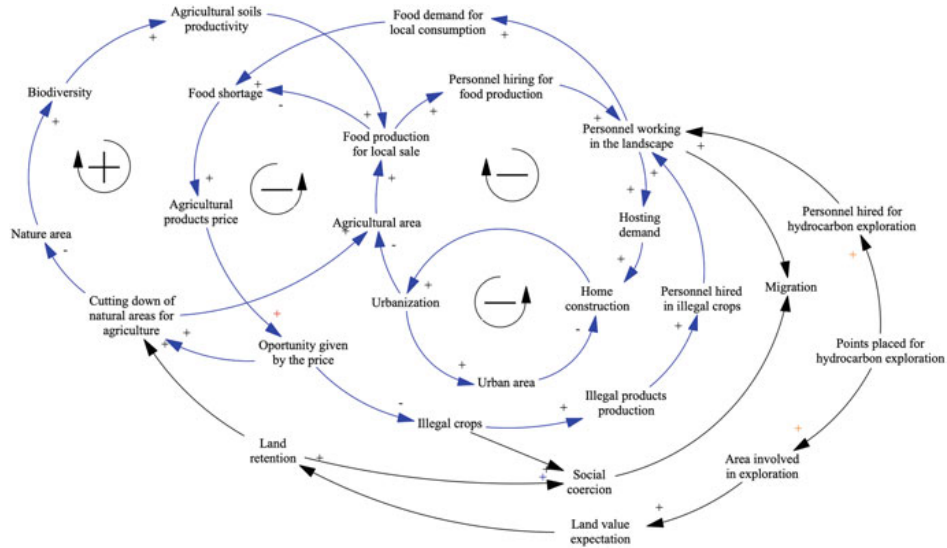 Agricultural soils
productivity
Food demand for
local consumption
Biodiversity
Food shortage
Personnel hiring for
food production
Food production
for local sale
Personnel working
in the landscape
Agricultural
products price
Agricultural area
Hosting
demand
Personnel hired for
hydrocarbon exploration
Nature area
Cutting down of
natural areas for
agriculture
Urbanization
Home
construction
Personnel hired
in illegal crops
Migration
Oportunity given
by the price
Points placed for
hydrocarbon exploration
Urban area
Illegal products
production
Illegal crops
Land
retention
Social
coercion
Area involved
in exploration
Land value
expectation